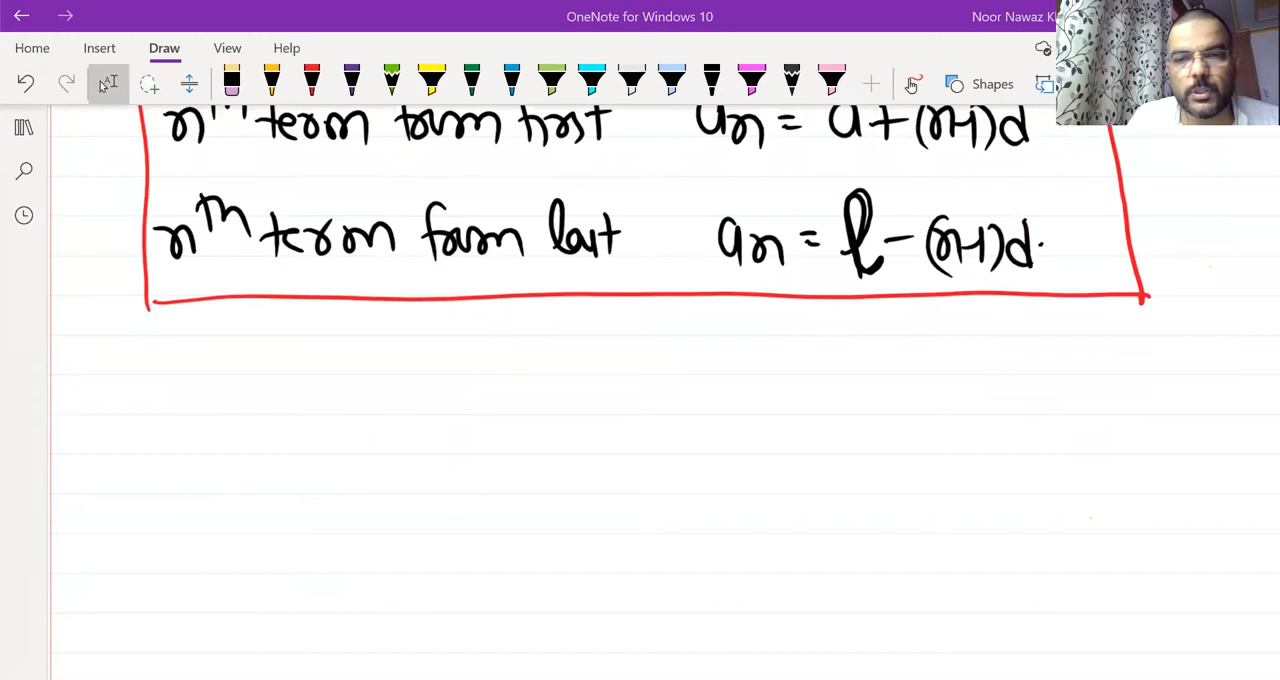 OneNote for Windows 10
Noor Nawaz K
Home Insert Draw View Help
Shapes
nth term form first an = a+(n-1)d
nth term form last an = l-(n-1)d.